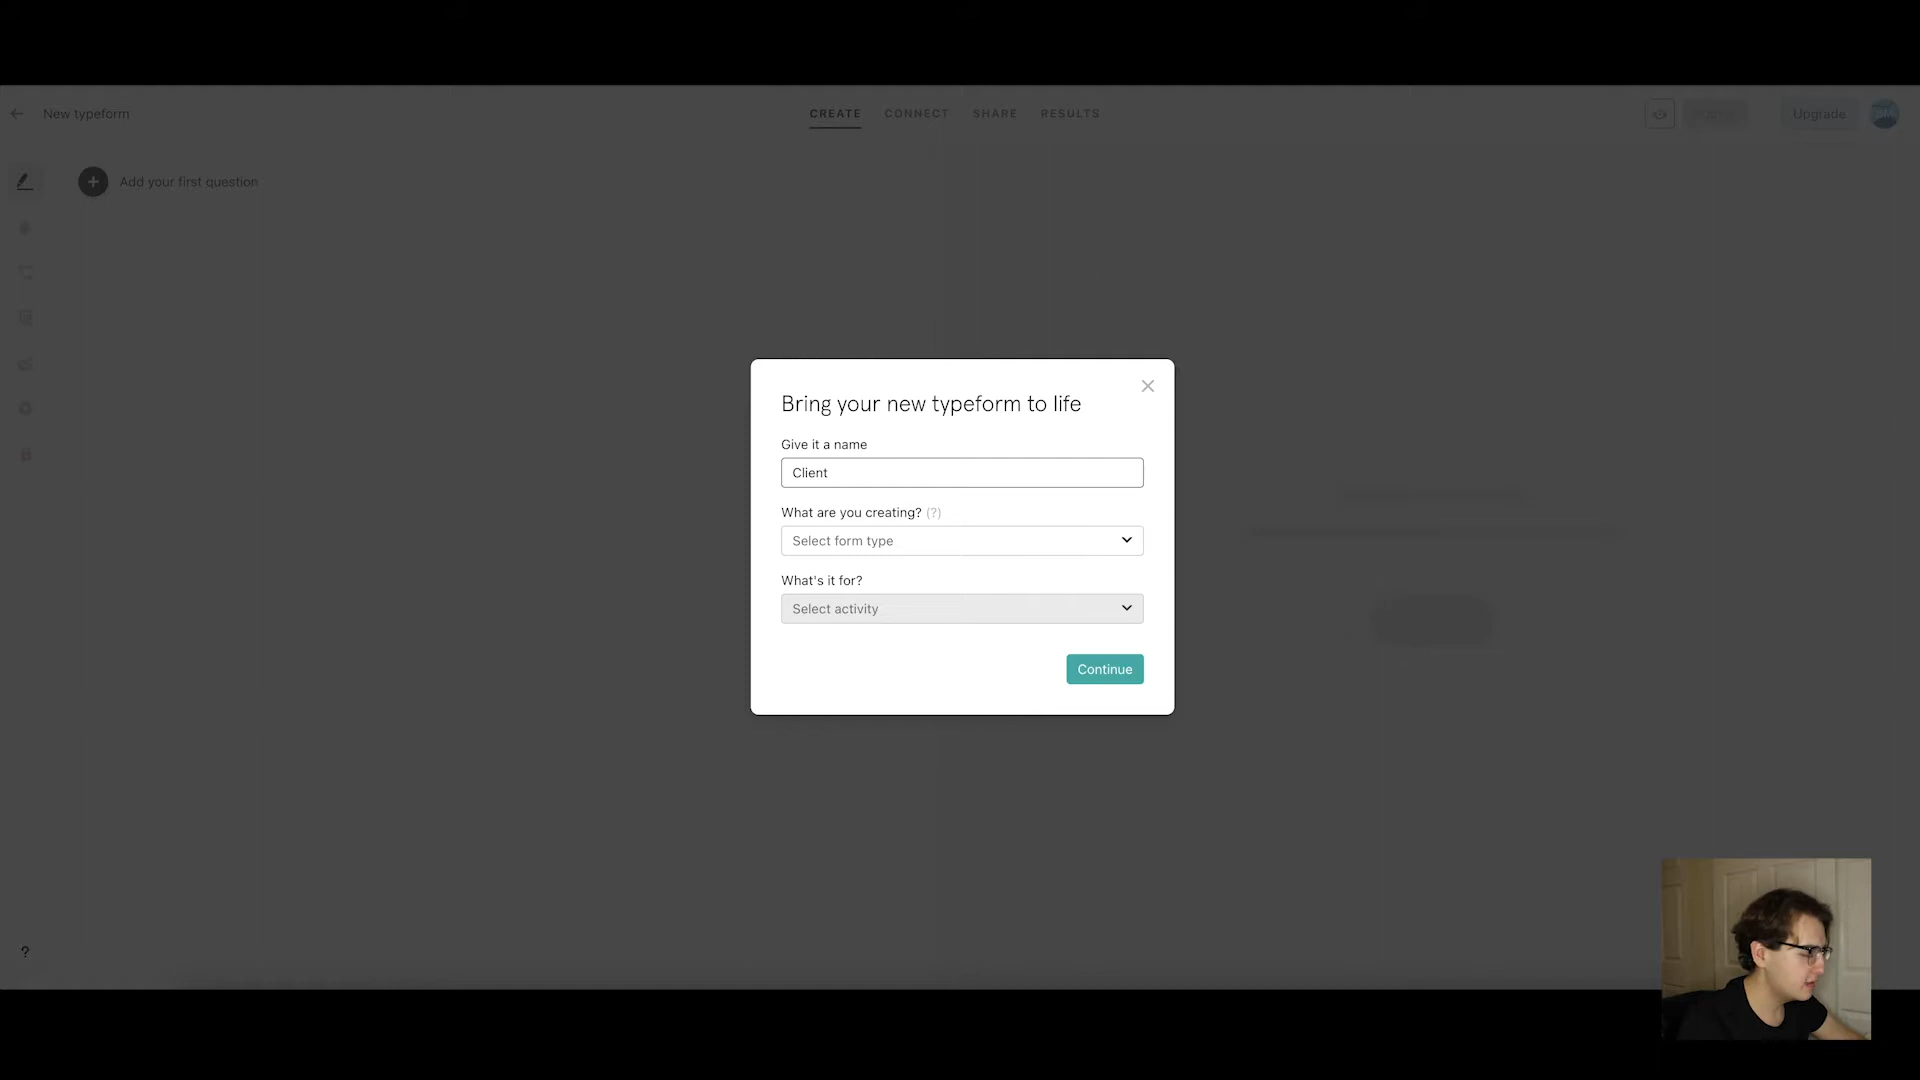 New typeform
CREATE
CONNECT
SHARE
RESULTS
Upgrade
+ Add your first question
Bring your new typeform to life
Give it a name
Client
What are you creating? (?)
Select form type
What's it for?
Select activity
Continue
?